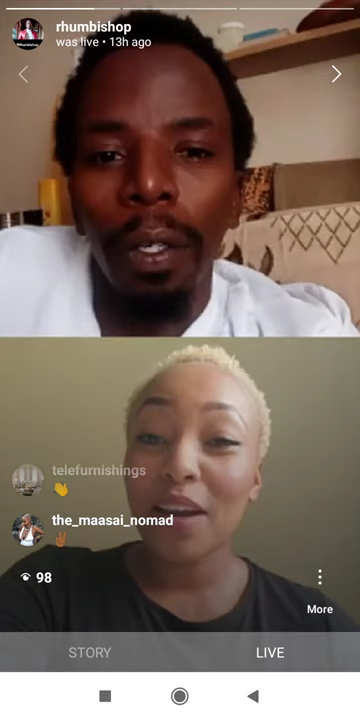 rhumbishop
was live • 13h ago
telefurnishings
👋
the_maasai_nomad
✌🏾
98
More
STORY
LIVE